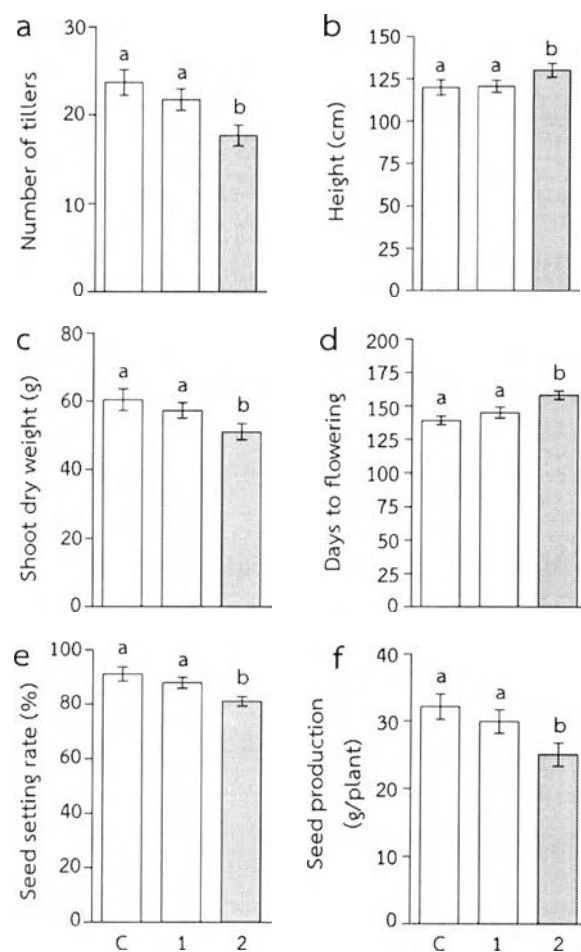 a
Number of tillers
30
20
10
0
a a b
b
Height (cm)
150
125
100
75
50
25
0
a a b
c
Shoot dry weight (g)
80
60
40
20
0
a a b
d
Days to flowering
200
175
150
125
100
75
50
25
0
a a b
e
Seed setting rate (%)
100
80
60
40
20
0
a a b
C 1 2
f
Seed production
(g/plant)
40
30
20
10
0
a a b
C 1 2